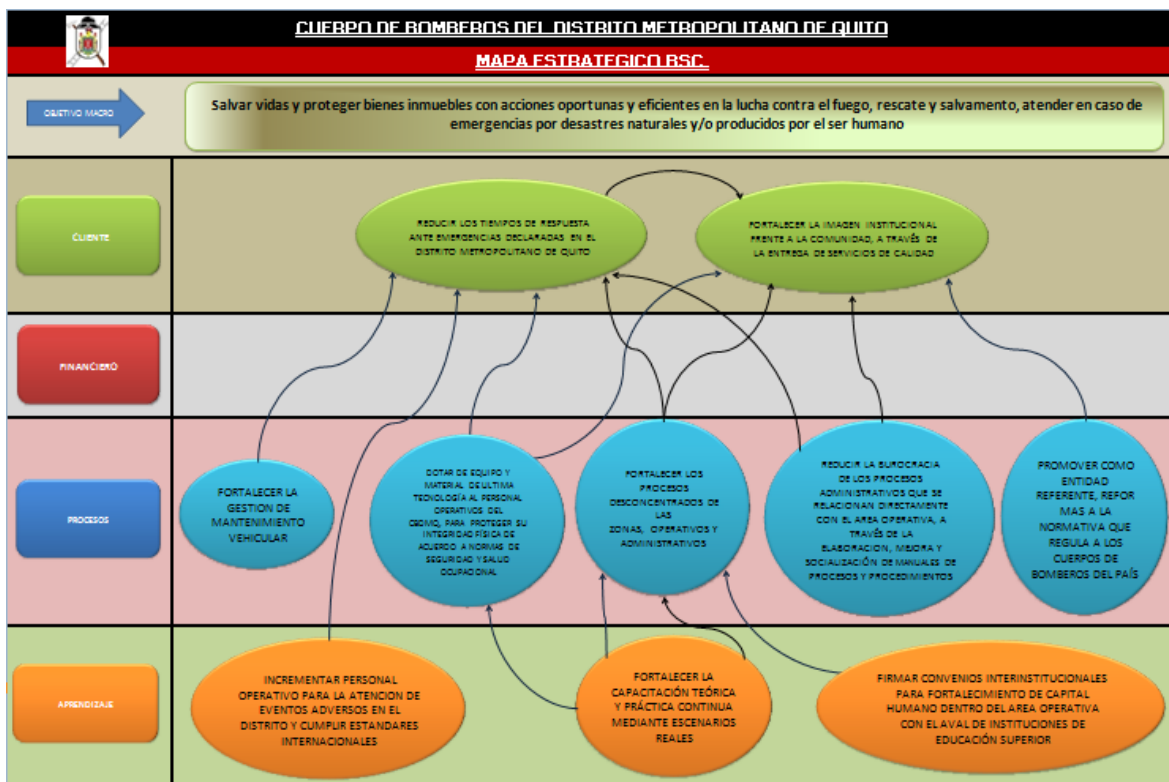 CUERPO DE BOMBEROS DEL DISTRITO METROPOLITANO DE QUITO
MAPA ESTRATEGICO BSC.
OBJETIVO MACRO
Salvar vidas y proteger bienes inmuebles con acciones oportunas y eficientes en la lucha contra el fuego, rescate y salvamento, atender en caso de
emergencias por desastres naturales y/o producidos por el ser humano
CLIENTE
REDUCIR LOS TIEMPOS DE RESPUESTA
ANTE EMERGENCIAS DECLARADAS EN EL
DISTRITO METROPOLITANO DE QUITO
FORTALECER LA IMAGEN INSTITUCIONAL
FRENTE A LA COMUNIDAD, A TRAVÉS DE
LA ENTREGA DE SERVICIOS DE CALIDAD
FINANCIERO
PROCESOS
FORTALECER LA
GESTION DE
MANTENIMIENTO
VEHICULAR
DOTAR DE EQUIPO Y
MATERIAL DE ULTIMA
TECNOLOGÍA AL PERSONAL
OPERATIVOS DEL
CBDMQ, PARA PROTEGER SU
INTEGRIDAD FÍSICA DE
ACUERDO A NORMAS DE
SEGURIDAD Y SALUD
OCUPACIONAL
FORTALECER LOS
PROCESOS
DESCONCENTRADOS DE
LAS
ZONAS, OPERATIVOS Y
ADMINISTRATIVOS
REDUCIR LA BUROCRACIA
DE LOS PROCESOS
ADMINISTRATIVOS QUE SE
RELACIONAN DIRECTAMENTE
CON EL AREA OPERATIVA, A
TRAVÉS DE LA
ELABORACION, MEJORA Y
SOCIALIZACIÓN DE MANUALES DE
PROCESOS Y PROCEDIMIENTOS
PROMOVER COMO
ENTIDAD
REFERENTE, REFOR
MAS A LA
NORMATIVA QUE
REGULA A LOS
CUERPOS DE
BOMBEROS DEL PAÍS
APRENDIZAJE
INCREMENTAR PERSONAL
OPERATIVO PARA LA ATENCION DE
EVENTOS ADVERSOS EN EL
DISTRITO Y CUMPLIR ESTANDARES
INTERNACIONALES
FORTALECER LA
CAPACITACIÓN TEÓRICA
Y PRÁCTICA CONTINUA
MEDIANTE ESCENARIOS
REALES
FIRMAR CONVENIOS INTERINSTITUCIONALES
PARA FORTALECIMIENTO DE CAPITAL
HUMANO DENTRO DEL AREA OPERATIVA
CON EL AVAL DE INSTITUCIONES DE
EDUCACIÓN SUPERIOR